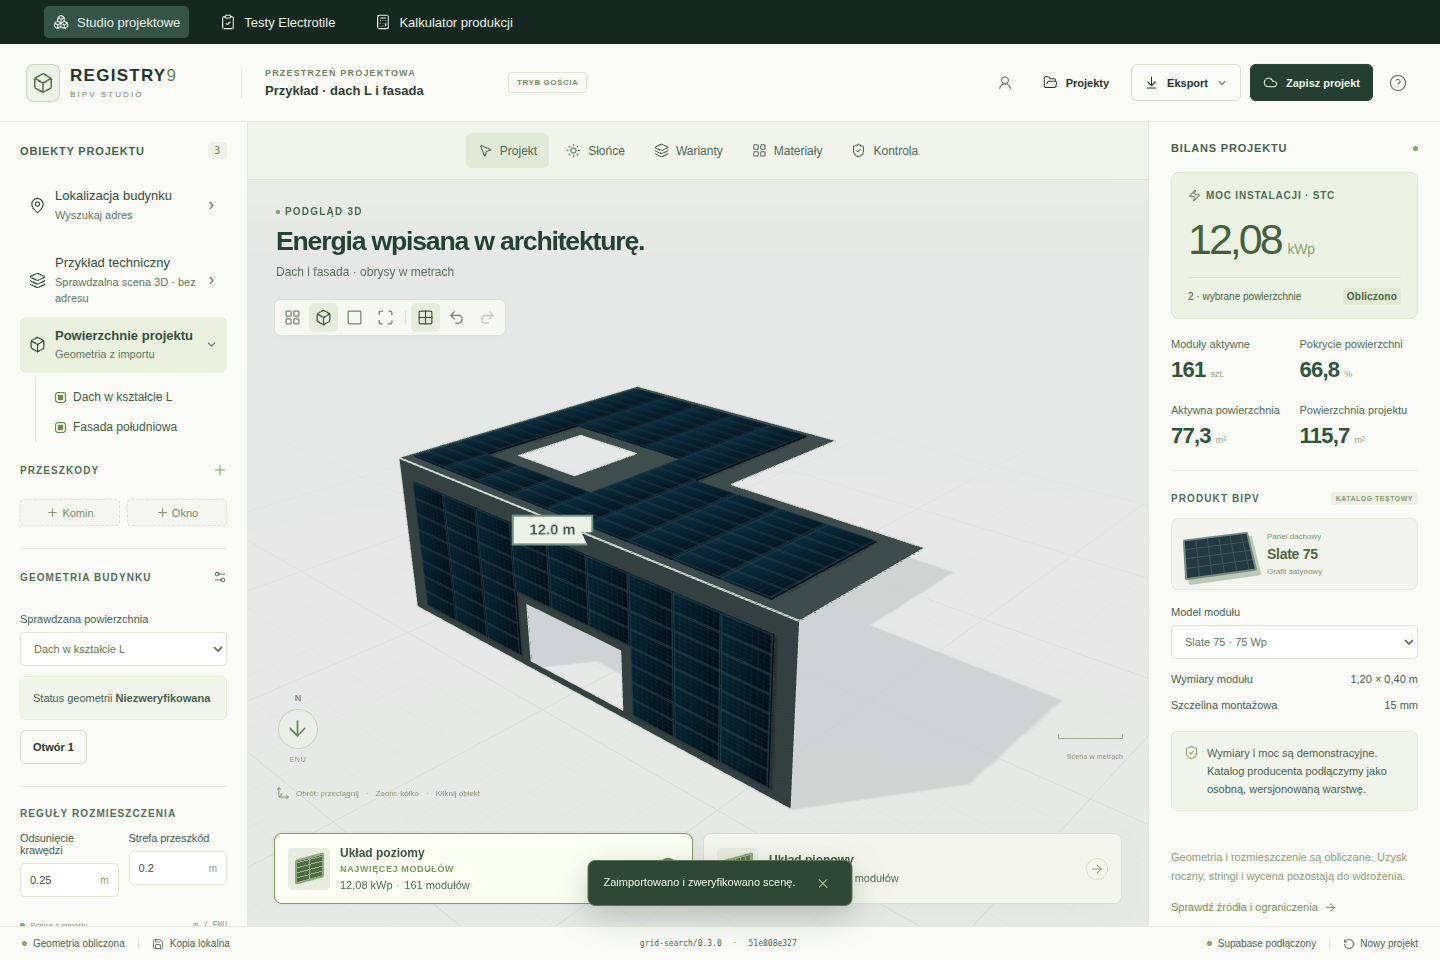 Studio projektowe
Testy Electrotile
Kalkulator produkcji
REGISTRY9
BIPV STUDIO
PRZESTRZEŃ PROJEKTOWA
Przykład · dach L i fasada
TRYB GOŚCIA
Projekty
Eksport
Zapisz projekt
OBIEKTY PROJEKTU
3
Lokalizacja budynku
Wyszukaj adres
Przykład techniczny
Sprawdzalna scena 3D · bez
adresu
Powierzchnie projektu
Geometria z importu
Dach w kształcie L
Fasada południowa
PRZESZKODY
Komin
Okno
GEOMETRIA BUDYNKU
Sprawdzana powierzchnia
Dach w kształcie L
Status geometrii Niezweryfikowana
Otwór 1
REGUŁY ROZMIESZCZENIA
Odsunięcie
krawędzi
Strefa przeszkód
0.25 m
0.2 m
Scena z importu
m / ENU
Projekt
Słońce
Warianty
Materiały
Kontrola
PODGLĄD 3D
Energia wpisana w architekturę.
Dach i fasada · obrysy w metrach
12.0 m
N
ENU
Scena w metrach
Obrót: przeciągnij · Zoom: kółko · Kliknij obiekt
Układ poziomy
NAJWIĘCEJ MODUŁÓW
12,08 kWp · 161 modułów
Układ pionowy
modułów
Zaimportowano i zweryfikowano scenę.
BILANS PROJEKTU
MOC INSTALACJI · STC
12,08 kWp
2 · wybrane powierzchnie
Obliczono
Moduły aktywne
Pokrycie powierzchni
161 szt.
66,8 %
Aktywna powierzchnia
Powierzchnia projektu
77,3 m²
115,7 m²
PRODUKT BIPV
KATALOG TESTOWY
Panel dachowy
Slate 75
Grafit satynowy
Model modułu
Slate 75 · 75 Wp
Wymiary modułu
1,20 × 0,40 m
Szczelina montażowa
15 mm
Wymiary i moc są demonstracyjne.
Katalog producenta podłączymy jako
osobną, wersjonowaną warstwę.
Geometria i rozmieszczenie są obliczane. Uzysk
roczny, stringi i wycena pozostają do wdrożenia.
Sprawdź źródła i ograniczenia
Geometria obliczona
Kopia lokalna
grid-search/0.3.0 · 51e808e327
Supabase podłączony
Nowy projekt